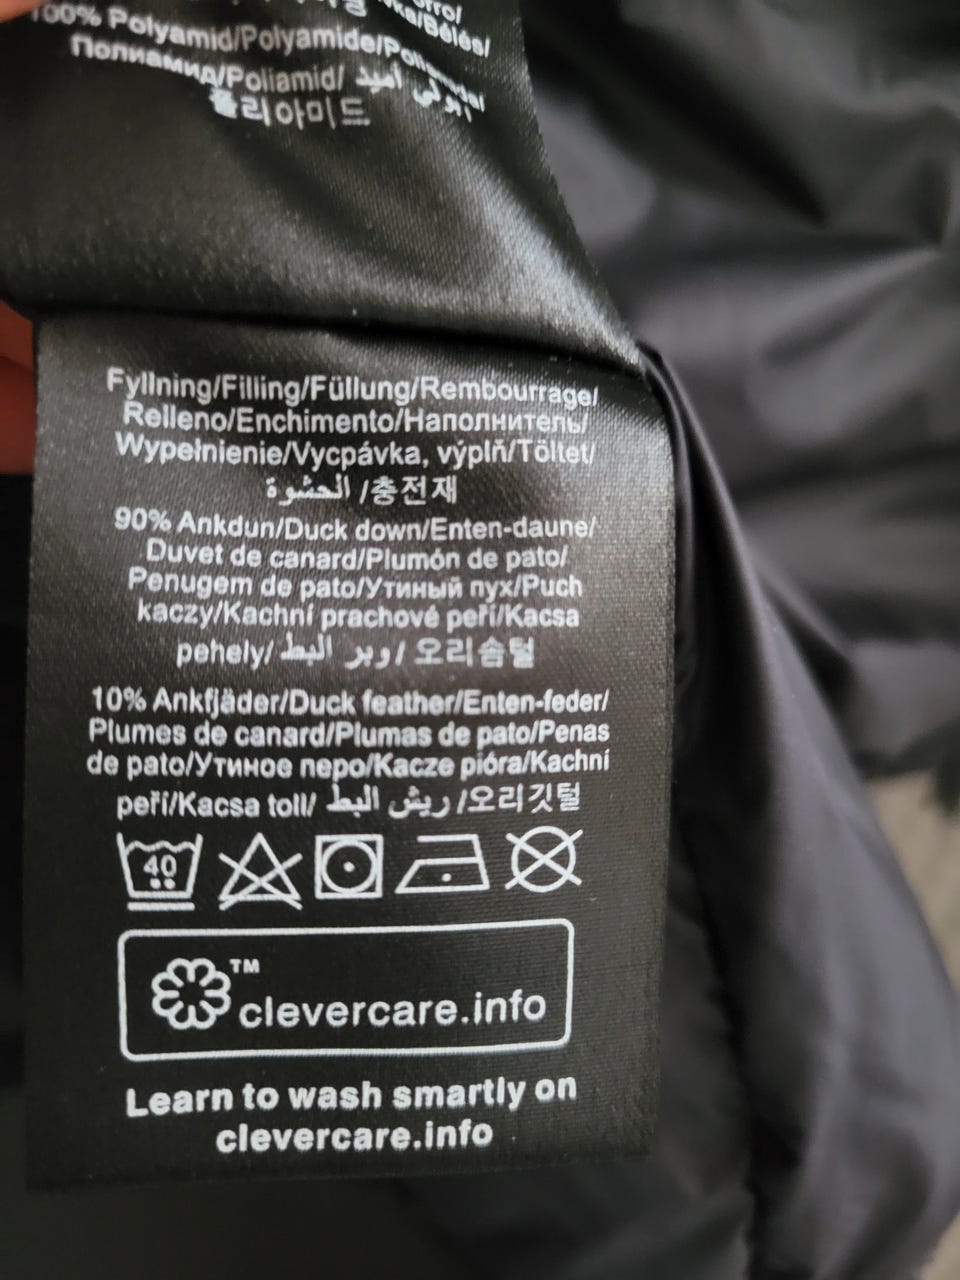 100% Polyamid/Polyamide/
Полиамид/Poliamid/ بولي أميد/
폴리아미드
Fyllning/Filling/Füllung/Rembourrage/
Relleno/Enchimento/Наполнитель/
Wypełnienie/Vycpávka, výplň/Töltet/
الحشوة /충전재
90% Ankdun/Duck down/Enten-daune/
Duvet de canard/Plumón de pato/
Penugem de pato/Утиный пух/Puch
kaczy/Kachní prachové peří/Kacsa
pehely/ وبر البط/ 오리솜털
10% Ankfjäder/Duck feather/Enten-feder/
Plumes de canard/Plumas de pato/Penas
de pato/Утиное перо/Kacze pióra/Kachní
peří/Kacsa toll/ ريش البط /오리깃털
40
™
clevercare.info
Learn to wash smartly on
clevercare.info